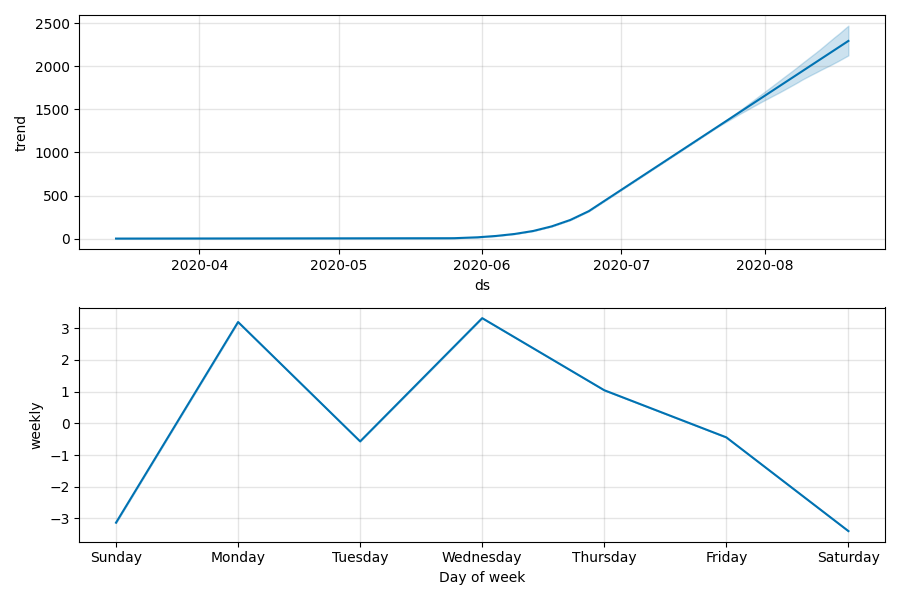 2500
2000
1500
1000
500
0
trend
2020-04 2020-05 2020-06 2020-07 2020-08
ds
3
2
1
0
−1
−2
−3
weekly
Sunday Monday Tuesday Wednesday Thursday Friday Saturday
Day of week